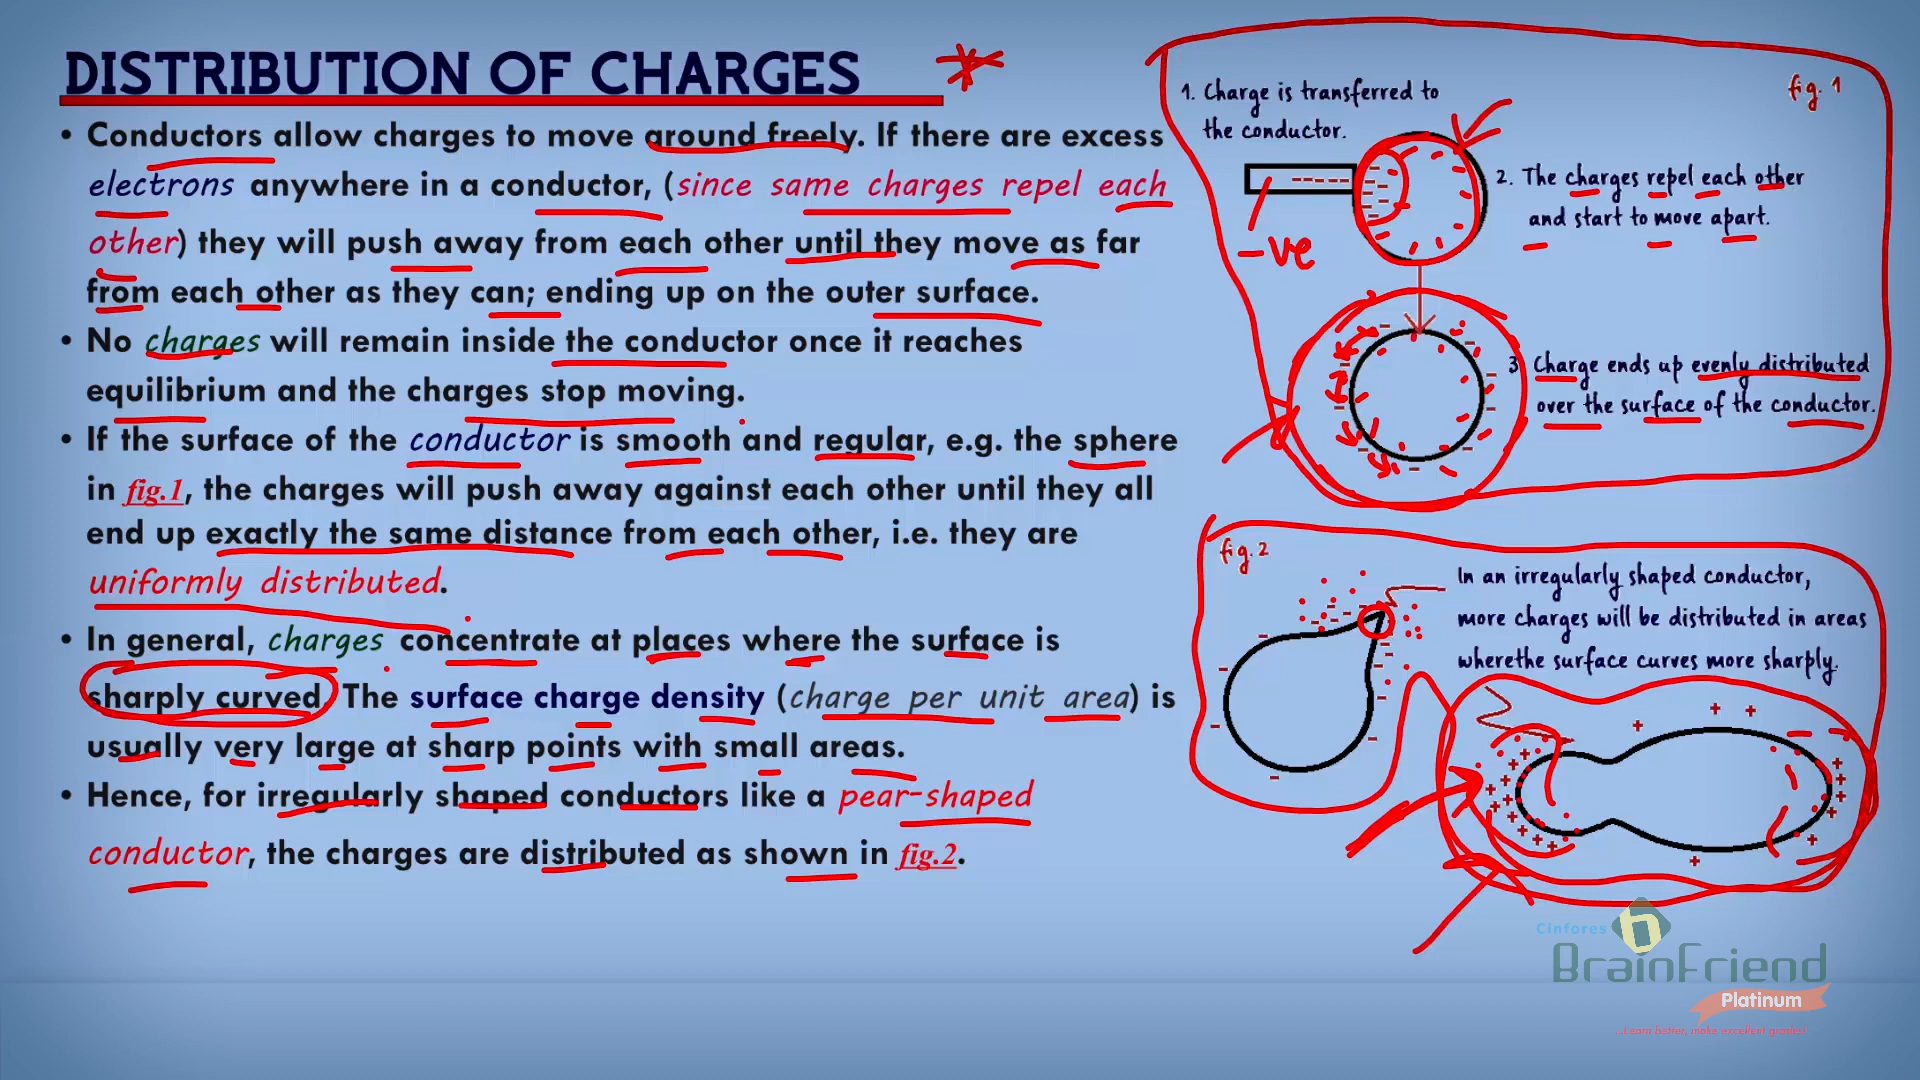 DISTRIBUTION OF CHARGES
• Conductors allow charges to move around freely. If there are excess
electrons anywhere in a conductor, (since same charges repel each
other) they will push away from each other until they move as far
from each other as they can; ending up on the outer surface.
• No charges will remain inside the conductor once it reaches
equilibrium and the charges stop moving.
• If the surface of the conductor is smooth and regular, e.g. the sphere
in fig.1, the charges will push away against each other until they all
end up exactly the same distance from each other, i.e. they are
uniformly distributed.
• In general, charges concentrate at places where the surface is
sharply curved. The surface charge density (charge per unit area) is
usually very large at sharp points with small areas.
• Hence, for irregularly shaped conductors like a pear-shaped
conductor, the charges are distributed as shown in fig.2.
fig. 1
1. Charge is transferred to
the conductor.
2. The charges repel each other
and start to move apart.
-ve
3. Charge ends up evenly distributed
over the surface of the conductor.
fig. 2
In an irregularly shaped conductor,
more charges will be distributed in areas
wherethe surface curves more sharply.
Cinfores
BrainFriend
Platinum
...Learn better, make excellent grades!